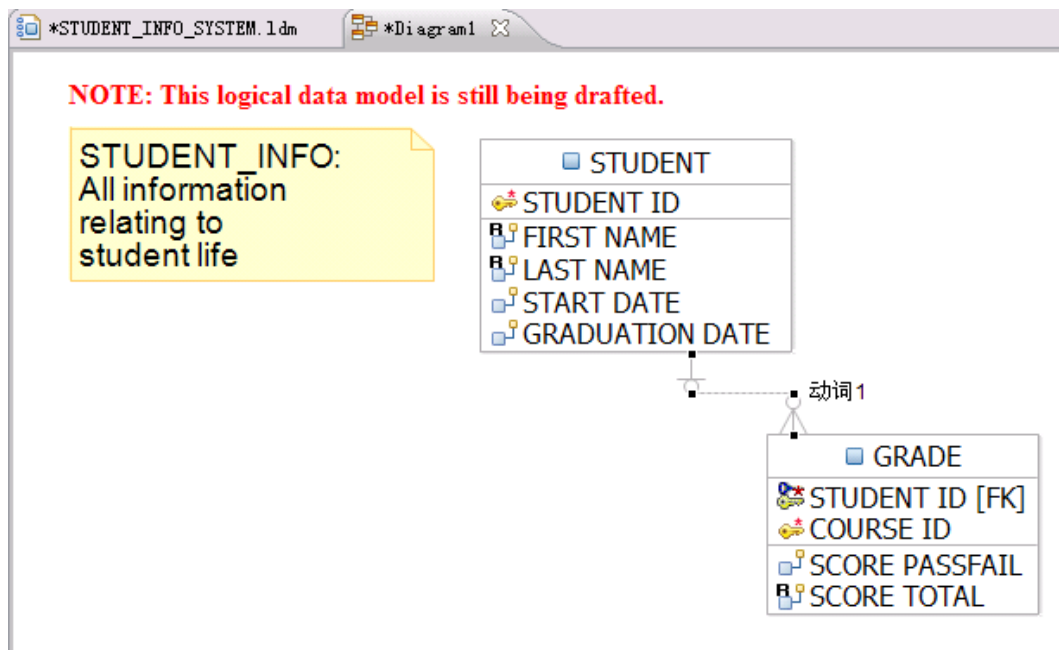 *STUDENT_INFO_SYSTEM.ldm
*Diagram1
NOTE: This logical data model is still being drafted.
STUDENT_INFO:
All information
relating to
student life
STUDENT
STUDENT ID
FIRST NAME
LAST NAME
START DATE
GRADUATION DATE
动词1
GRADE
STUDENT ID [FK]
COURSE ID
SCORE PASSFAIL
SCORE TOTAL